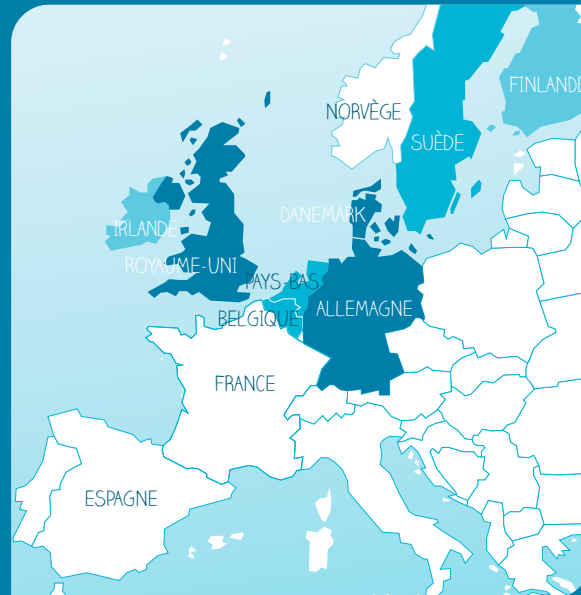 FINLANDE
NORVÈGE
SUÈDE
DANEMARK
IRLANDE
ROYAUME-UNI
PAYS-BAS
ALLEMAGNE
BELGIQUE
FRANCE
ESPAGNE